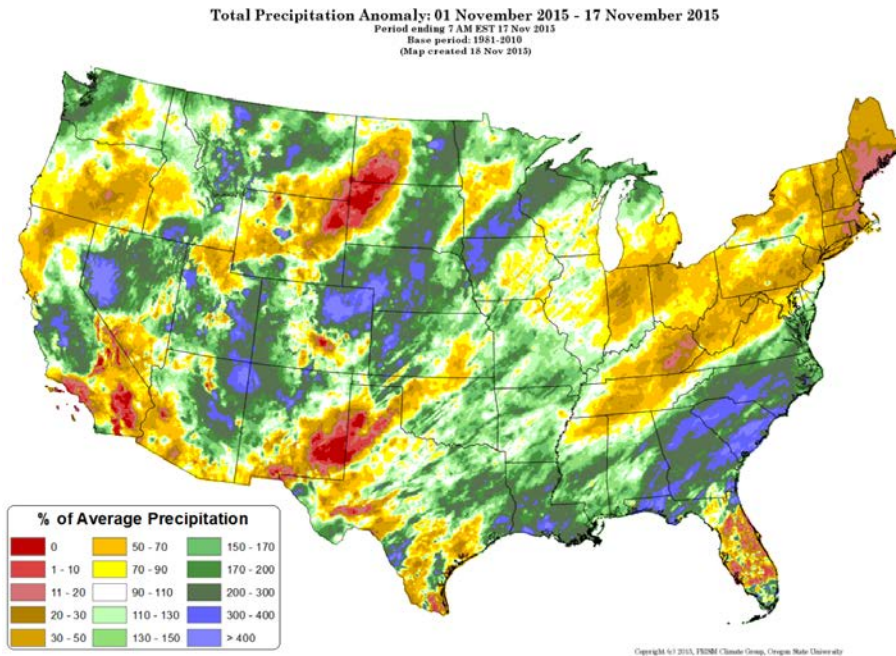 Total Precipitation Anomaly: 01 November 2015 - 17 November 2015
Period ending 7 AM EST 17 Nov 2015
Base period: 1981-2010
(Map created 18 Nov 2015)
% of Average Precipitation
0 50 - 70 150 - 170
1 - 10 70 - 90 170 - 200
11 - 20 90 - 110 200 - 300
20 - 30 110 - 130 300 - 400
30 - 50 130 - 150 > 400
Copyright (c) 2015, PRISM Climate Group, Oregon State University